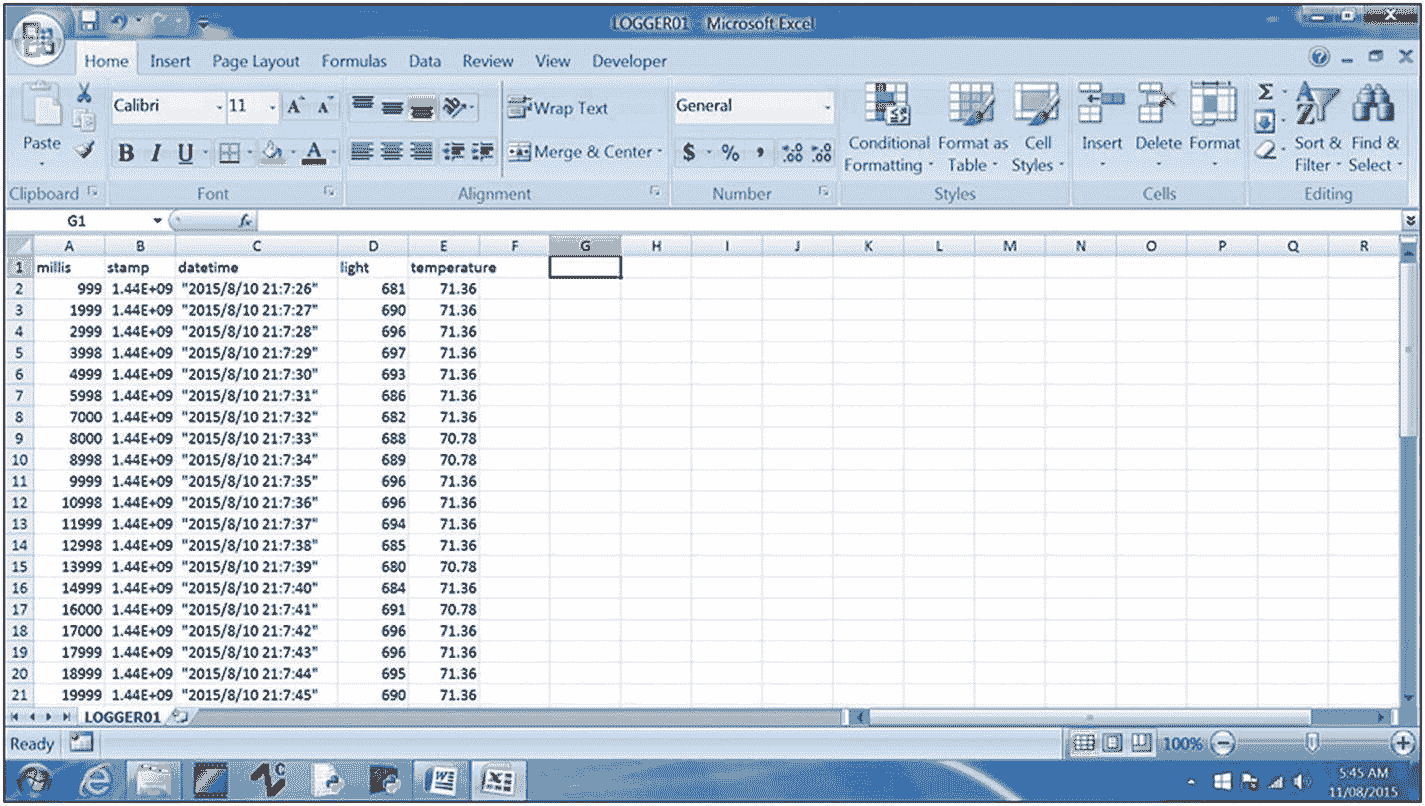 LOGGER01 Microsoft Excel
Home Insert Page Layout Formulas Data Review View Developer
Calibri 11 Wrap Text General
Paste B I U Merge & Center $ % , .00 .00 Conditional Formatting Format as Table Cell Styles Insert Delete Format Sort & Filter Find & Select
Clipboard Font Alignment Number Styles Cells Editing
G1 fx
A B C D E F G H I J K L M N O P Q R
1 millis stamp datetime light temperature
2 999 1.44E+09 "2015/8/10 21:7:26" 681 71.36
3 1999 1.44E+09 "2015/8/10 21:7:27" 690 71.36
4 2999 1.44E+09 "2015/8/10 21:7:28" 696 71.36
5 3998 1.44E+09 "2015/8/10 21:7:29" 697 71.36
6 4999 1.44E+09 "2015/8/10 21:7:30" 693 71.36
7 5998 1.44E+09 "2015/8/10 21:7:31" 686 71.36
8 7000 1.44E+09 "2015/8/10 21:7:32" 682 71.36
9 8000 1.44E+09 "2015/8/10 21:7:33" 688 70.78
10 8998 1.44E+09 "2015/8/10 21:7:34" 689 70.78
11 9999 1.44E+09 "2015/8/10 21:7:35" 696 71.36
12 10998 1.44E+09 "2015/8/10 21:7:36" 696 71.36
13 11999 1.44E+09 "2015/8/10 21:7:37" 694 71.36
14 12998 1.44E+09 "2015/8/10 21:7:38" 685 71.36
15 13999 1.44E+09 "2015/8/10 21:7:39" 680 70.78
16 14999 1.44E+09 "2015/8/10 21:7:40" 684 71.36
17 16000 1.44E+09 "2015/8/10 21:7:41" 691 70.78
18 17000 1.44E+09 "2015/8/10 21:7:42" 696 71.36
19 17999 1.44E+09 "2015/8/10 21:7:43" 696 71.36
20 18999 1.44E+09 "2015/8/10 21:7:44" 695 71.36
21 19999 1.44E+09 "2015/8/10 21:7:45" 690 71.36
LOGGER01
Ready 100%
5:45 AM
11/08/2015